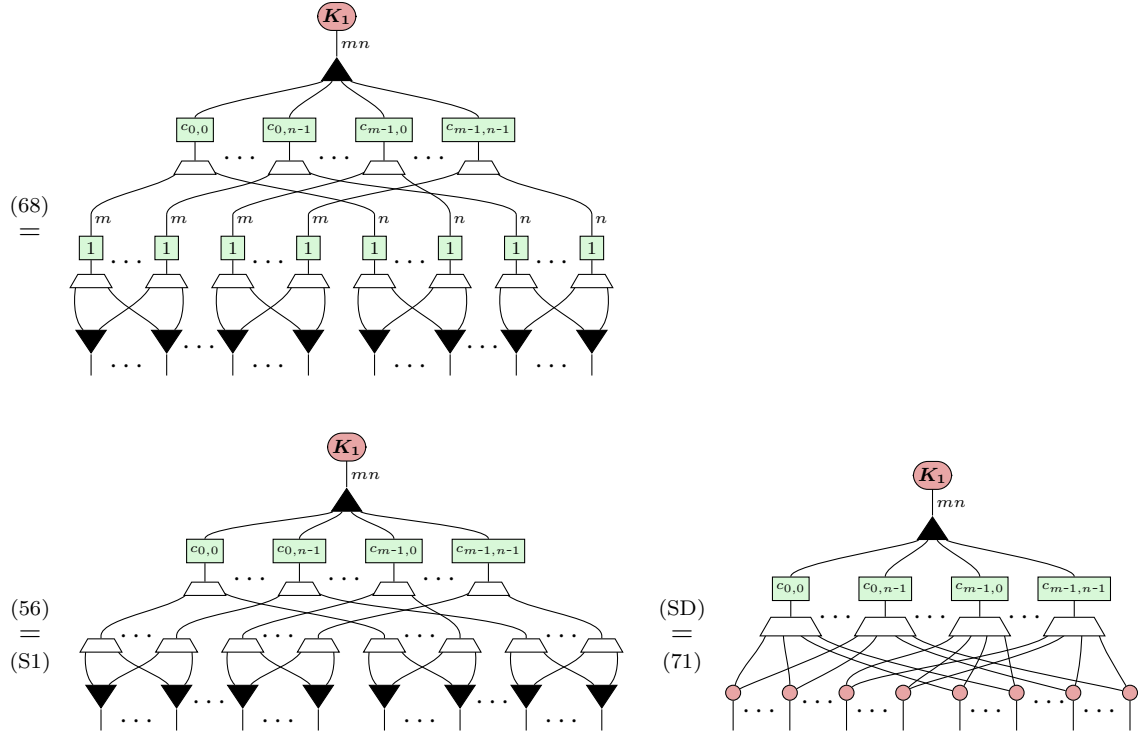 K₁
mn
c₀,₀ c₀,ₙ₋₁ cₘ₋₁,₀ cₘ₋₁,ₙ₋₁
... ... ...
(68)
=
m m m m n n n n
1 ... 1 1 ... 1 1 ... 1 1 ... 1
... ... ...
... ... ... ...
K₁
mn
c₀,₀ c₀,ₙ₋₁ cₘ₋₁,₀ cₘ₋₁,ₙ₋₁
... ... ...
(56)
=
(S1)
... ... ... ...
... ... ...
... ... ... ...
K₁
mn
c₀,₀ c₀,ₙ₋₁ cₘ₋₁,₀ cₘ₋₁,ₙ₋₁
... ... ...
(SD)
=
(71)
... ... ... ... ... ... ...